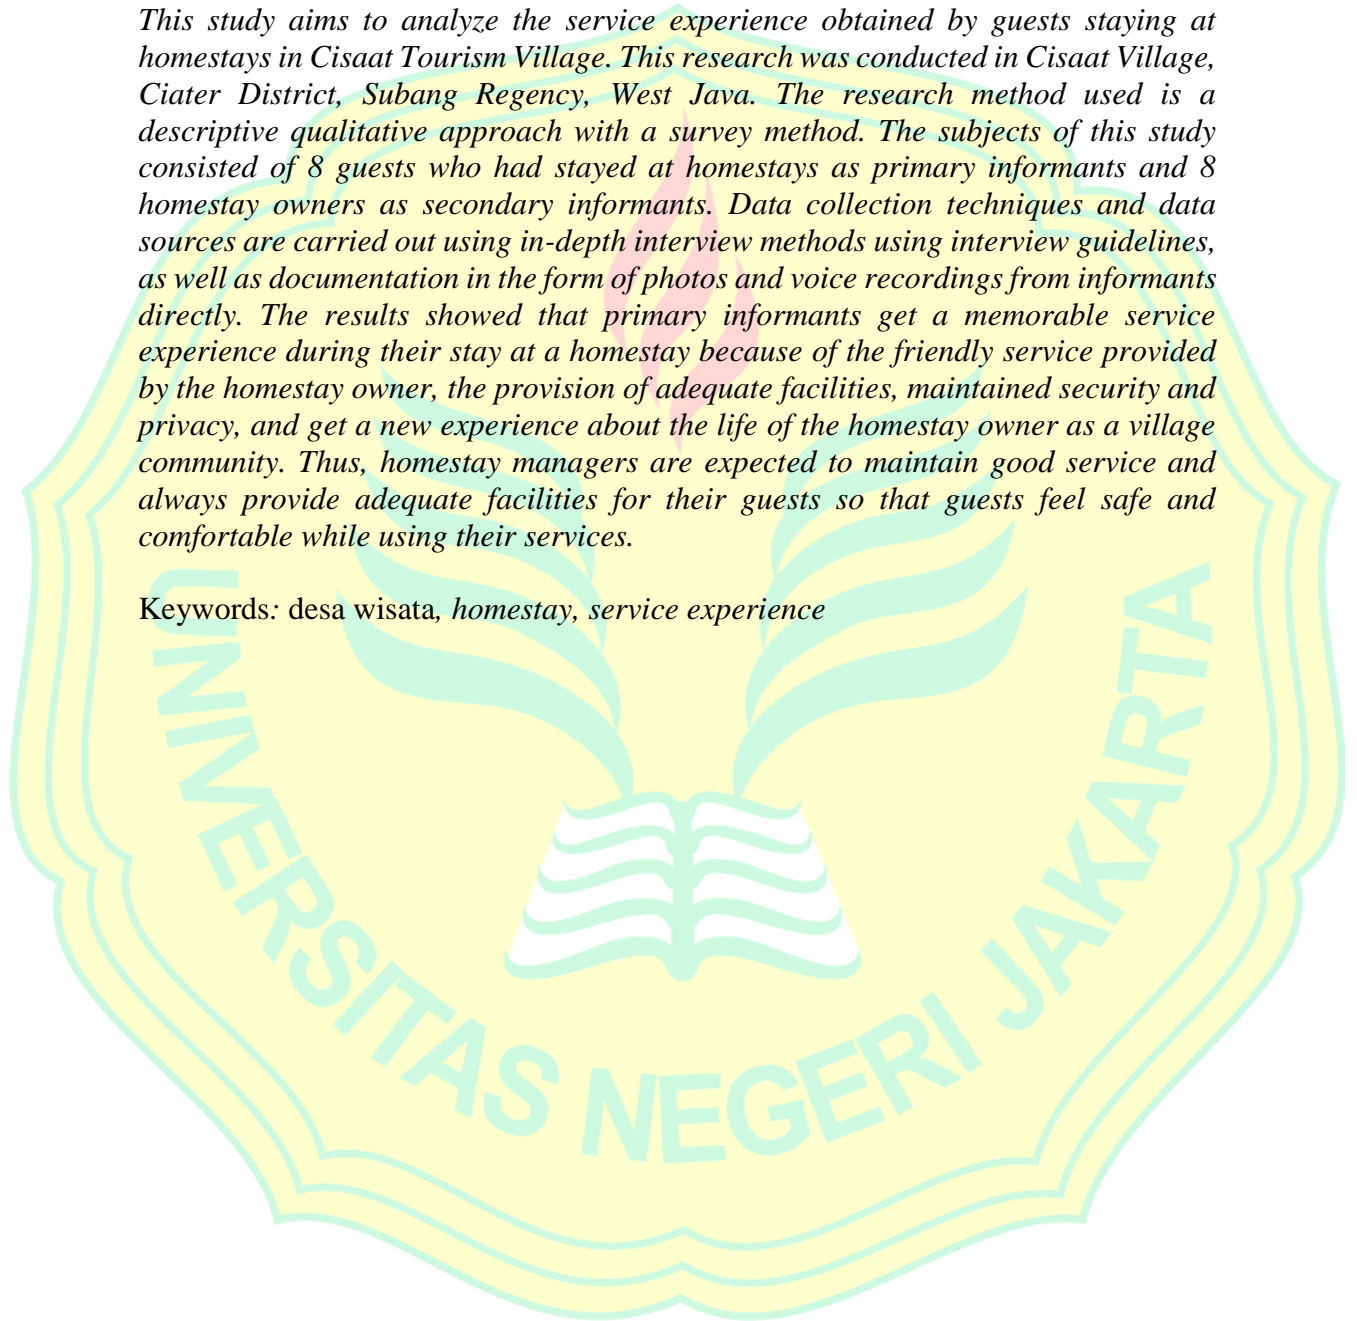 This study aims to analyze the service experience obtained by guests staying at
homestays in Cisaat Tourism Village. This research was conducted in Cisaat Village,
Ciater District, Subang Regency, West Java. The research method used is a
descriptive qualitative approach with a survey method. The subjects of this study
consisted of 8 guests who had stayed at homestays as primary informants and 8
homestay owners as secondary informants. Data collection techniques and data
sources are carried out using in-depth interview methods using interview guidelines,
as well as documentation in the form of photos and voice recordings from informants
directly. The results showed that primary informants get a memorable service
experience during their stay at a homestay because of the friendly service provided
by the homestay owner, the provision of adequate facilities, maintained security and
privacy, and get a new experience about the life of the homestay owner as a village
community. Thus, homestay managers are expected to maintain good service and
always provide adequate facilities for their guests so that guests feel safe and
comfortable while using their services.
Keywords: desa wisata, homestay, service experience
UNIVERSITAS NEGERI JAKARTA